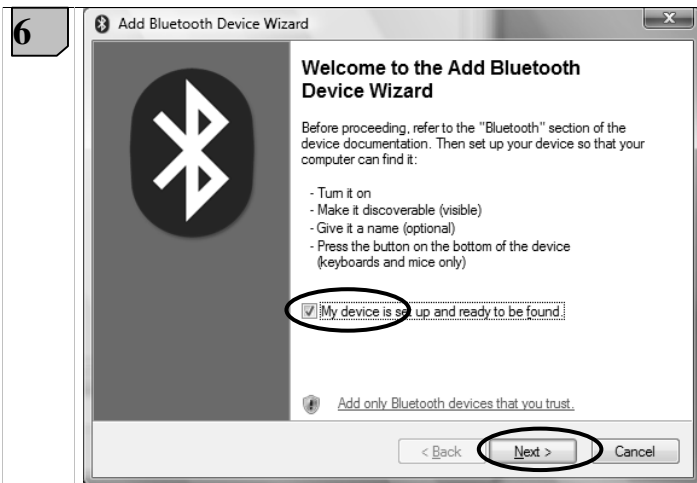 6
Add Bluetooth Device Wizard
Welcome to the Add Bluetooth
Device Wizard
Before proceeding, refer to the "Bluetooth" section of the
device documentation. Then set up your device so that your
computer can find it:
- Turn it on
- Make it discoverable (visible)
- Give it a name (optional)
- Press the button on the bottom of the device
(keyboards and mice only)
My device is set up and ready to be found.
Add only Bluetooth devices that you trust.
< Back Next > Cancel